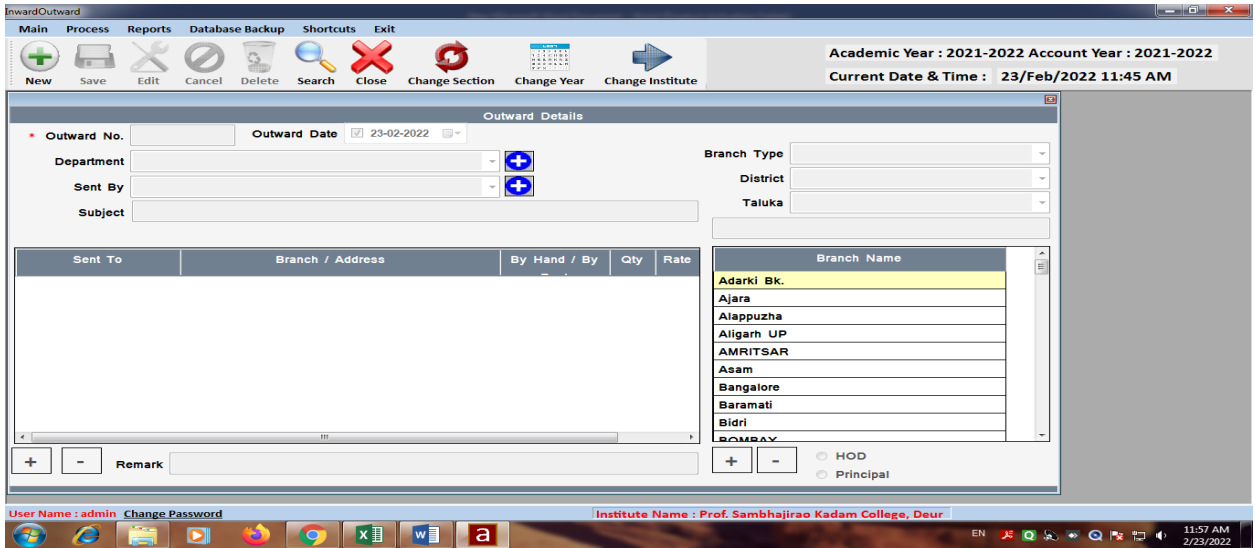 InwardOutward
Main Process Reports Database Backup Shortcuts Exit
New Save Edit Cancel Delete Search Close Change Section Change Year Change Institute
Academic Year : 2021-2022 Account Year : 2021-2022
Current Date & Time : 23/Feb/2022 11:45 AM
Outward Details
* Outward No. Outward Date 23-02-2022
Department
Sent By
Subject
Branch Type
District
Taluka
Sent To Branch / Address By Hand / By Qty Rate
Branch Name
Adarki Bk.
Ajara
Alappuzha
Aligarh UP
AMRITSAR
Asam
Bangalore
Baramati
Bidri
BOMBAY
+ - Remark
+ - HOD
Principal
User Name : admin Change Password
Institute Name : Prof. Sambhajirao Kadam College, Deur
EN
11:57 AM
2/23/2022